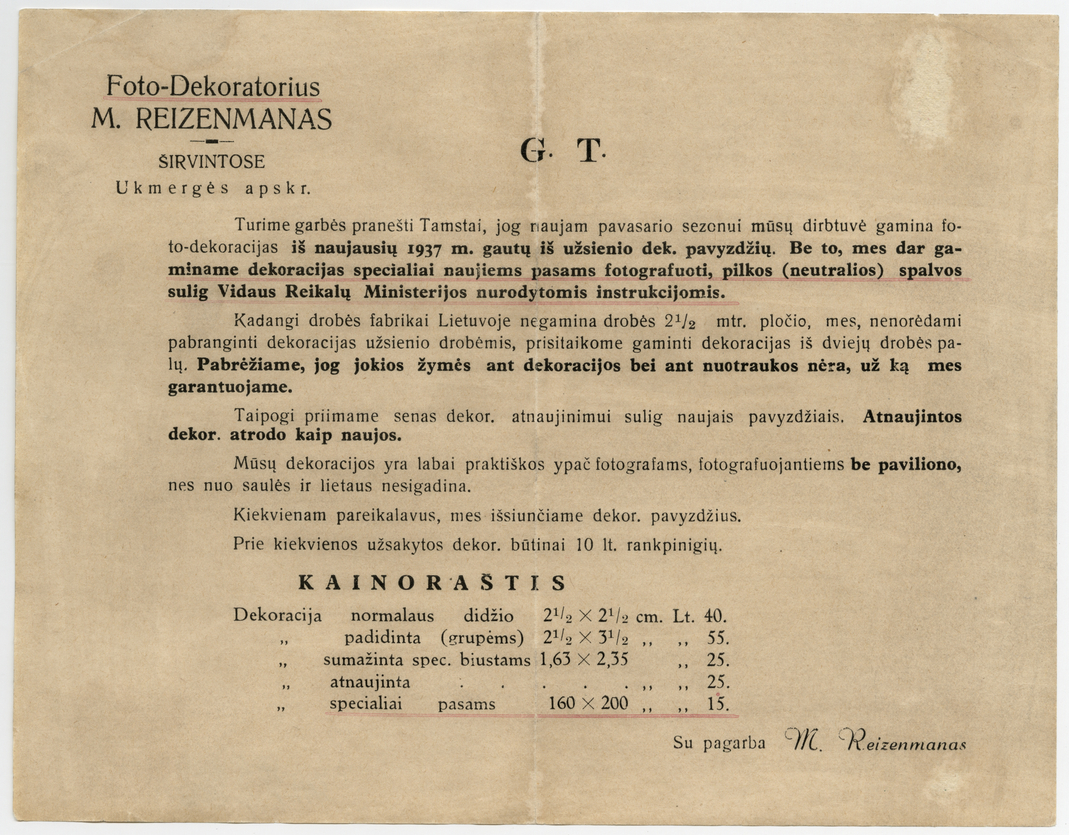 Foto-Dekoratorius
M. REIZENMANAS
ŠIRVINTOSE
Ukmergės apskr.
G. T.
Turime garbės pranešti Tamstai, jog naujam pavasario sezonui mūsų dirbtuvė gamina fo-
to-dekoracijas iš naujausių 1937 m. gautų iš užsienio dek. pavyzdžių. Be to, mes dar ga-
miname dekoracijas specialiai naujiems pasams fotografuoti, pilkos (neutralios) spalvos
sulig Vidaus Reikalų Ministerijos nurodytomis instrukcijomis.
Kadangi drobės fabrikai Lietuvoje negamina drobės 2¹/₂ mtr. pločio, mes, nenorėdami
pabranginti dekoracijas užsienio drobėmis, prisitaikome gaminti dekoracijas iš dviejų drobės pa-
lų. Pabrėžiame, jog jokios žymės ant dekoracijos bei ant nuotraukos nėra, už ką mes
garantuojame.
Taipogi priimame senas dekor. atnaujinimui sulig naujais pavyzdžiais. Atnaujintos
dekor. atrodo kaip naujos.
Mūsų dekoracijos yra labai praktiškos ypač fotografams, fotografuojantiems be paviliono,
nes nuo saulės ir lietaus nesigadina.
Kiekvienam pareikalavus, mes išsiunčiame dekor. pavyzdžius.
Prie kiekvienos užsakytos dekor. būtinai 10 lt. rankpinigių.
KAINORAŠTIS
Dekoracija normalaus didžio 2¹/₂ × 2¹/₂ cm. Lt. 40.
„ padidinta (grupėms) 2¹/₂ × 3¹/₂ „ „ 55.
„ sumažinta spec. biustams 1,63 × 2,35 „ 25.
„ atnaujinta . . . . . „ „ 25.
„ specialiai pasams 160 × 200 „ „ 15.
Su pagarba M. Reizenmanas